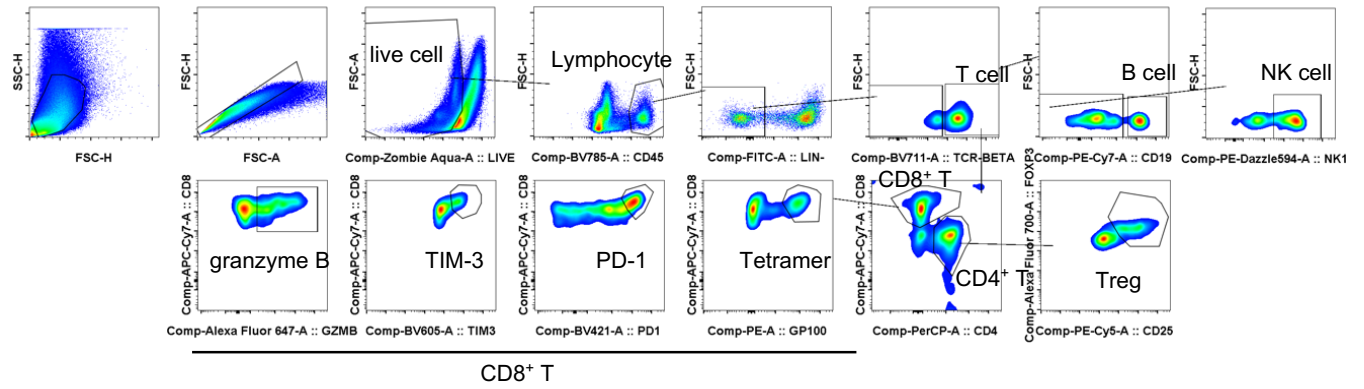 SSC-H
FSC-H
FSC-H
FSC-A
FSC-A
live cell
Comp-Zombie Aqua-A :: LIVE
SSC-H
Lymphocyte
Comp-BV785-A :: CD45
FSC-H
Comp-FITC-A :: LIN-
FSC-H
T cell
Comp-BV711-A :: TCR-BETA
FSC-H
B cell
Comp-PE-Cy7-A :: CD19
FSC-H
NK cell
Comp-PE-Dazzle594-A :: NK1
Comp-APC-Cy7-A :: CD8
granzyme B
Comp-Alexa Fluor 647-A :: GZMB
Comp-APC-Cy7-A :: CD8
TIM-3
Comp-BV605-A :: TIM3
Comp-APC-Cy7-A :: CD8
PD-1
Comp-BV421-A :: PD1
Comp-APC-Cy7-A :: CD8
Tetramer
Comp-PE-A :: GP100
Comp-APC-Cy7-A :: CD8
CD8⁺ T
CD4⁺ T
Comp-PerCP-A :: CD4
Comp-Alexa Fluor 700-A :: FOXP3
Treg
Comp-PE-Cy5-A :: CD25
CD8⁺ T